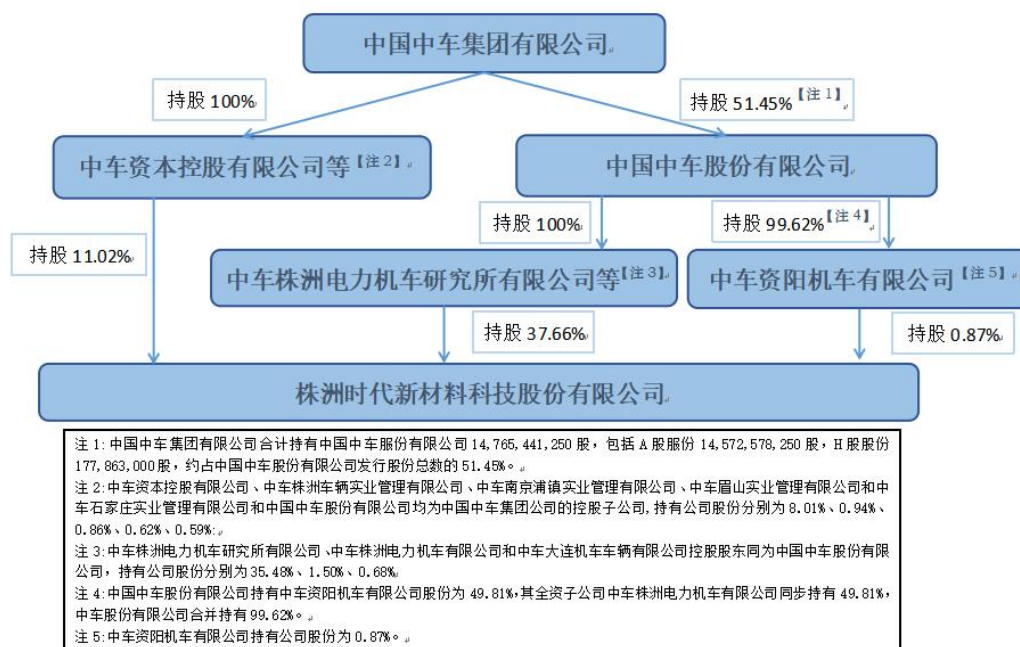 中国中车集团有限公司
持股 100%
持股 51.45%【注 1】
中车资本控股有限公司等【注 2】
中国中车股份有限公司
持股 11.02%
持股 100%
持股 99.62%【注 4】
中车株洲电力机车研究所有限公司等【注 3】
中车资阳机车有限公司【注 5】
持股 37.66%
持股 0.87%
株洲时代新材料科技股份有限公司
注 1：中国中车集团有限公司合计持有中国中车股份有限公司 14,765,441,250 股，包括 A 股股份 14,572,578,250 股，H 股股份
177,863,000 股，约占中国中车股份有限公司发行股份总数的 51.45%。
注 2：中车资本控股有限公司、中车株洲车辆实业管理有限公司、中车南京浦镇实业管理有限公司、中车眉山实业管理有限公司和中
车石家庄实业管理有限公司和中国中车股份有限公司均为中国中车集团公司的控股子公司，持有公司股份分别为 8.01%、0.94%、
0.86%、0.62%、0.59%;
注 3：中车株洲电力机车研究所有限公司、中车株洲电力机车有限公司和中车大连机车车辆有限公司控股股东同为中国中车股份有限
公司，持有公司股份分别为 35.48%、1.50%、0.68%
注 4：中国中车股份有限公司持有中车资阳机车有限公司股份为 49.81%，其全资子公司中车株洲电力机车有限公司同步持有 49.81%，
中车股份有限公司合并持有 99.62%。
注 5：中车资阳机车有限公司持有公司股份为 0.87%。